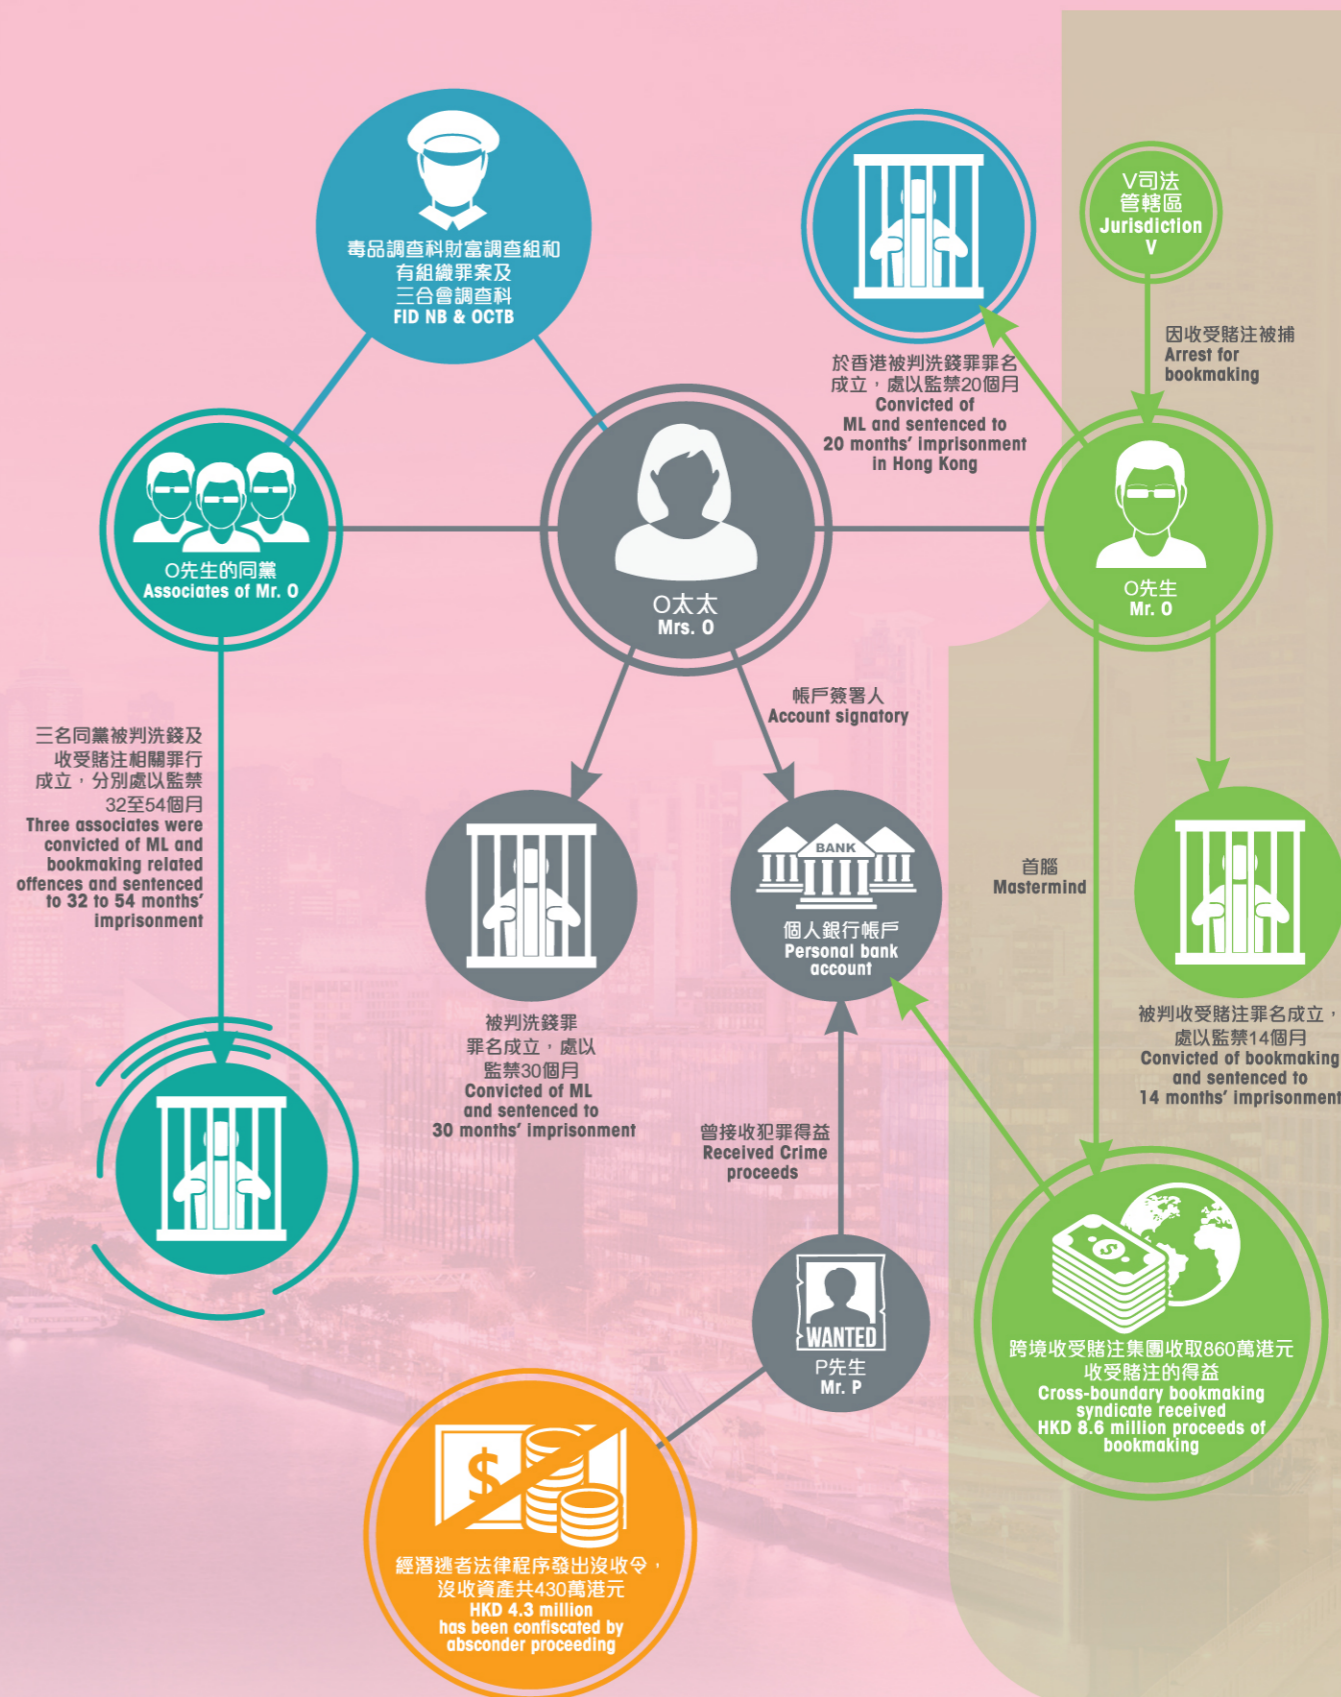 毒品調查科財富調查組和
有組織罪案及
三合會調查科
FID NB & OCTB
V司法
管轄區
Jurisdiction
V
因收受賭注被捕
Arrest for
bookmaking
於香港被判洗錢罪罪名
成立，處以監禁20個月
Convicted of
ML and sentenced to
20 months’ imprisonment
in Hong Kong
O先生的同黨
Associates of Mr. O
O太太
Mrs. O
O先生
Mr. O
三名同黨被判洗錢及
收受賭注相關罪行
成立，分別處以監禁
32至54個月
Three associates were
convicted of ML and
bookmaking related
offences and sentenced
to 32 to 54 months’
imprisonment
帳戶簽署人
Account signatory
BANK
個人銀行帳戶
Personal bank
account
首腦
Mastermind
被判洗錢罪
罪名成立，處以
監禁30個月
Convicted of ML
and sentenced to
30 months’ imprisonment
被判收受賭注罪名成立，
處以監禁14個月
Convicted of bookmaking
and sentenced to
14 months’ imprisonment
曾接收犯罪得益
Received Crime
proceeds
WANTED
P先生
Mr. P
跨境收受賭注集團收取860萬港元
收受賭注的得益
Cross-boundary bookmaking
syndicate received
HKD 8.6 million proceeds of
bookmaking
$
經潛逃者法律程序發出沒收令，
沒收資產共430萬港元
HKD 4.3 million
has been confiscated by
absconder proceeding